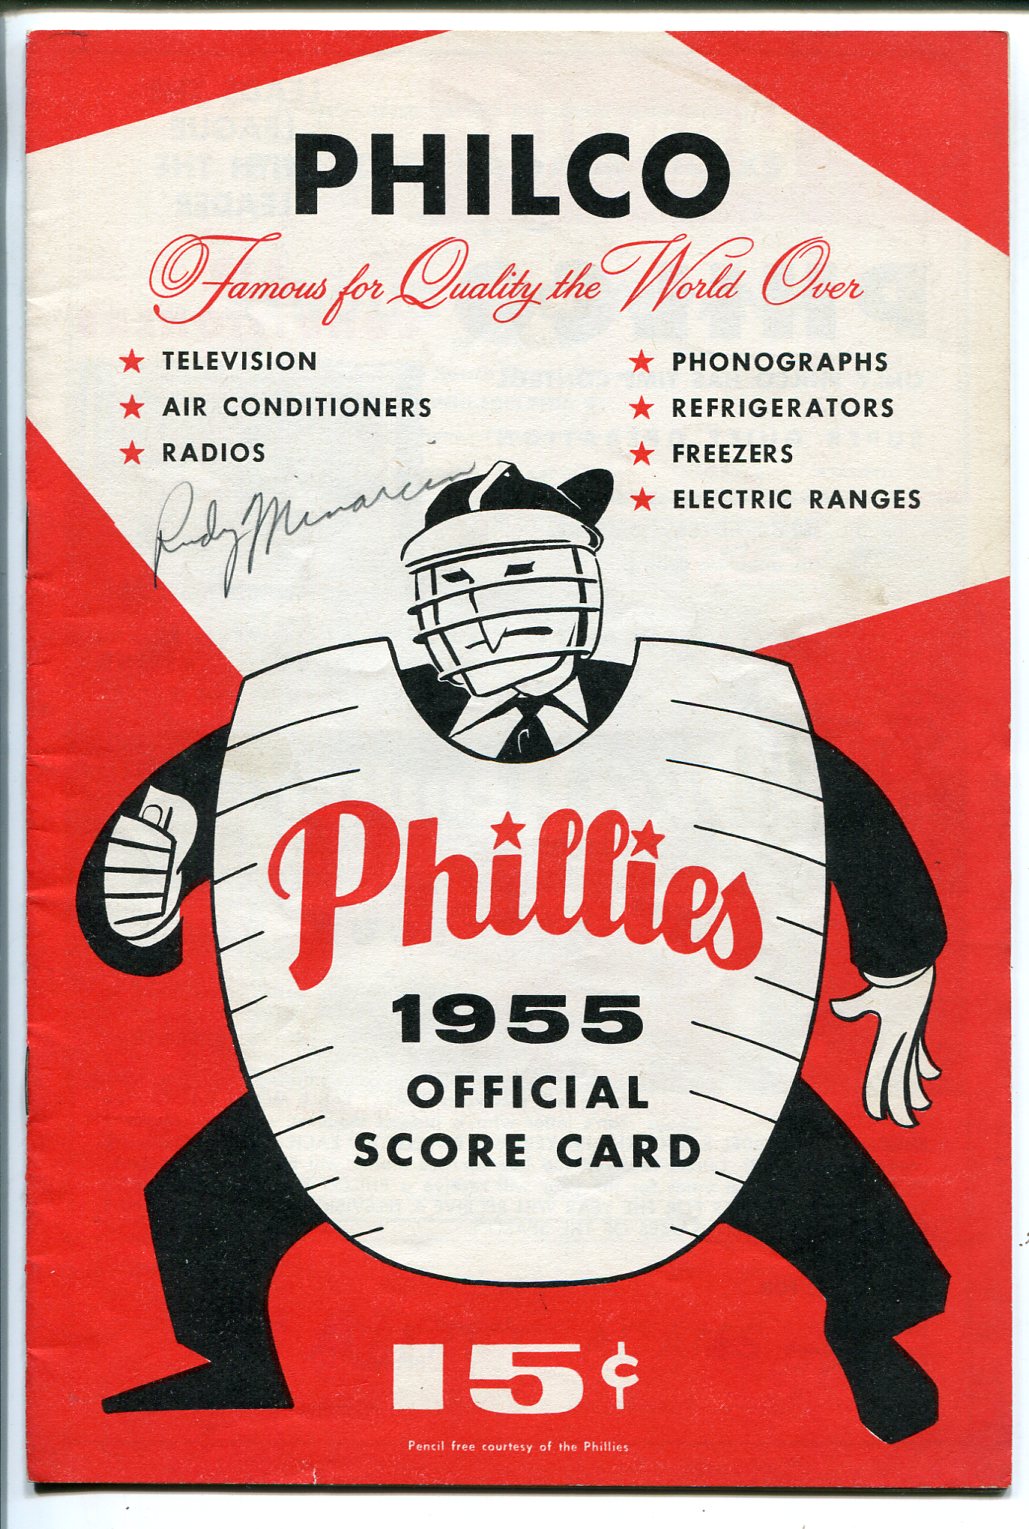 PHILCO
Famous for Quality the World Over
★ TELEVISION
★ AIR CONDITIONERS
★ RADIOS
★ PHONOGRAPHS
★ REFRIGERATORS
★ FREEZERS
★ ELECTRIC RANGES
Rudy Minarcin
Phillies
1955
OFFICIAL
SCORE CARD
15¢
Pencil free courtesy of the Phillies